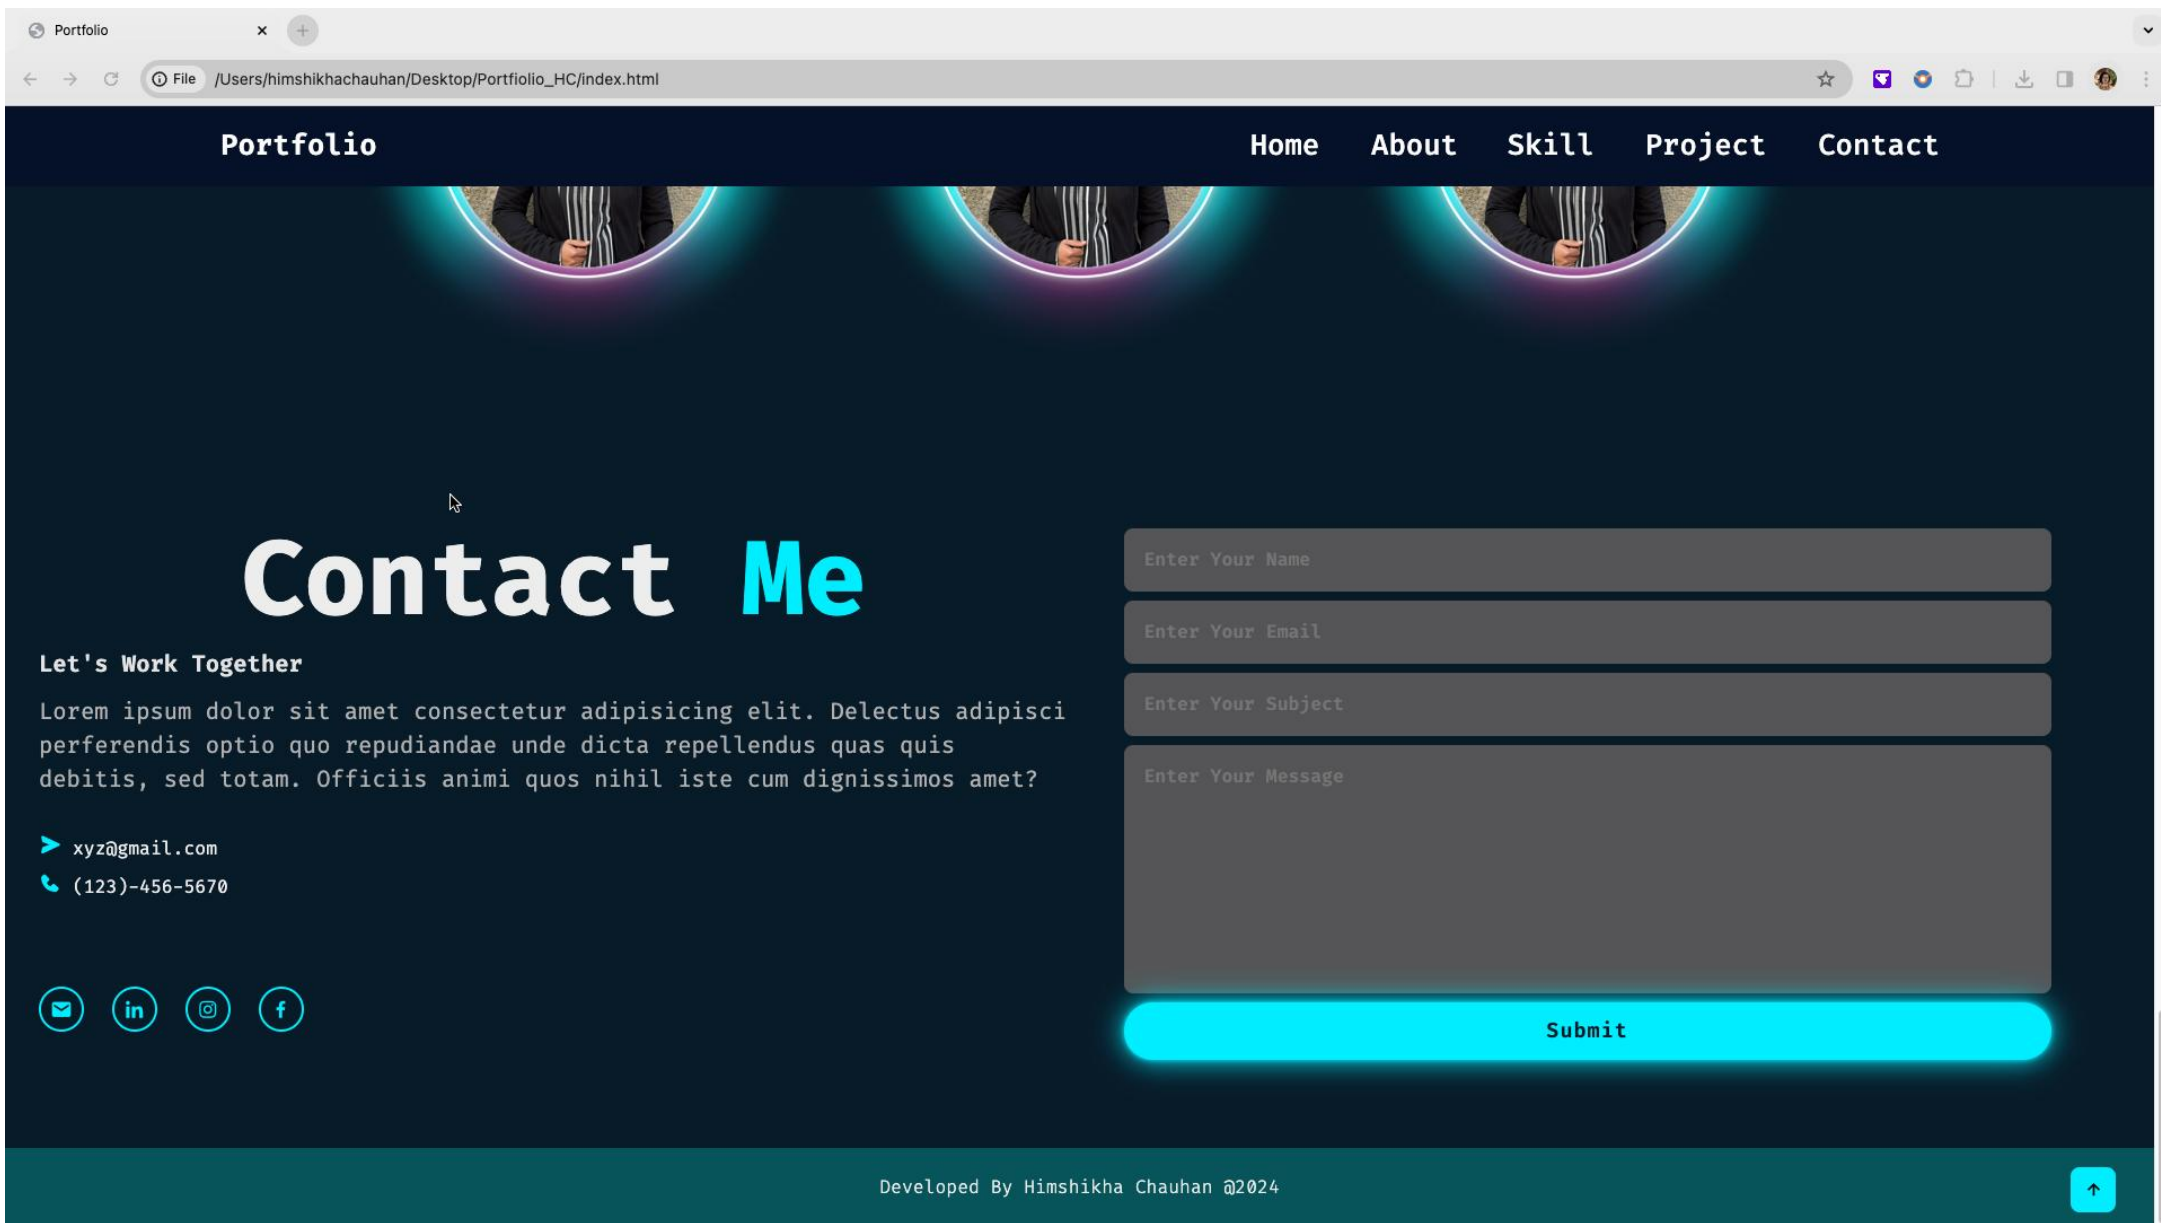 Portfolio
File /Users/himshikhachauhan/Desktop/Portfiolio_HC/index.html
Portfolio Home About Skill Project Contact
Contact Me
Let's Work Together
Lorem ipsum dolor sit amet consectetur adipisicing elit. Delectus adipisci
perferendis optio quo repudiandae unde dicta repellendus quas quis
debitis, sed totam. Officiis animi quos nihil iste cum dignissimos amet?
xyz@gmail.com
(123)-456-5670
in
f
Enter Your Name
Enter Your Email
Enter Your Subject
Enter Your Message
Submit
Developed By Himshikha Chauhan @2024